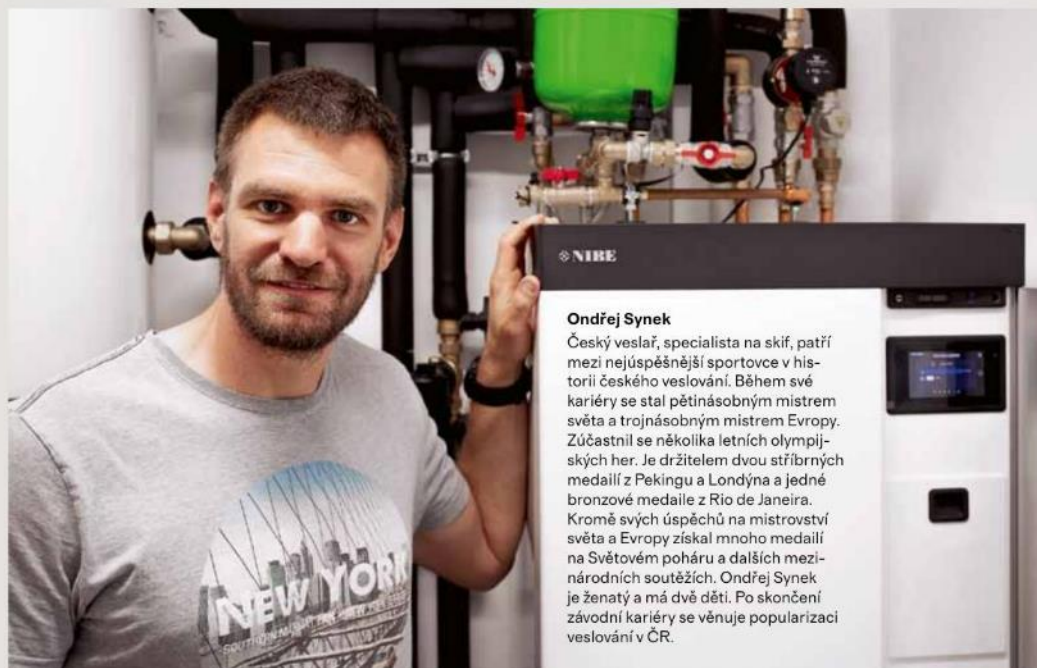 NIBE
Ondřej Synek
Český veslař, specialista na skif, patří
mezi nejúspěšnější sportovce v his-
torii českého veslování. Během své
kariéry se stal pětinásobným mistrem
světa a trojnásobným mistrem Evropy.
Zúčastnil se několika letních olympij-
ských her. Je držitelem dvou stříbrných
medailí z Pekingu a Londýna a jedné
bronzové medaile z Rio de Janeira.
Kromě svých úspěchů na mistrovství
světa a Evropy získal mnoho medailí
na Světovém poháru a dalších mezi-
národních soutěžích. Ondřej Synek
je ženatý a má dvě děti. Po skončení
závodní kariéry se věnuje popularizaci
veslování v ČR.
NEW YORK